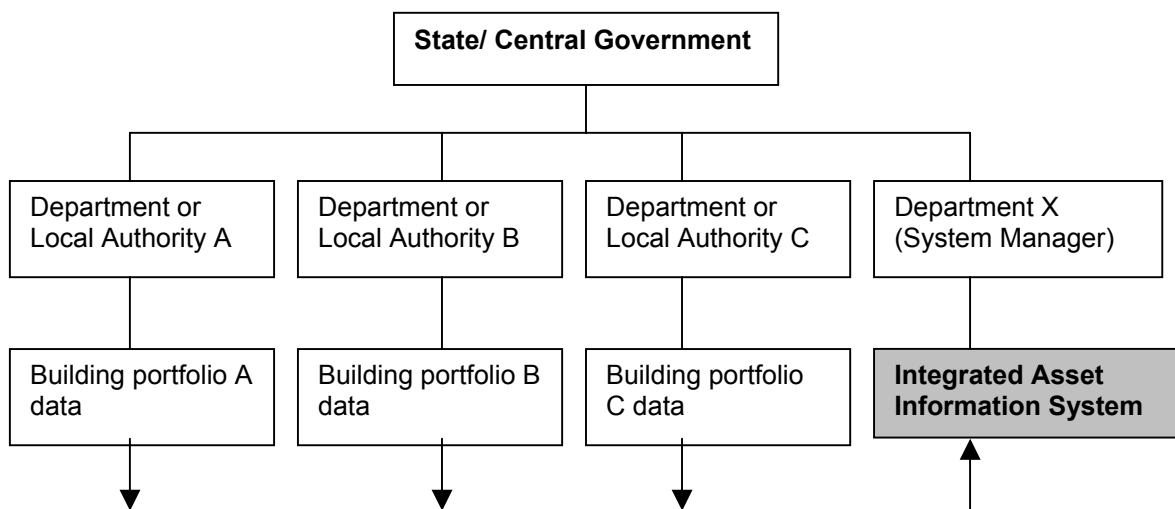 State/ Central Government
Department or
Local Authority A
Department or
Local Authority B
Department or
Local Authority C
Department X
(System Manager)
Building portfolio A
data
Building portfolio B
data
Building portfolio
C data
Integrated Asset
Information System